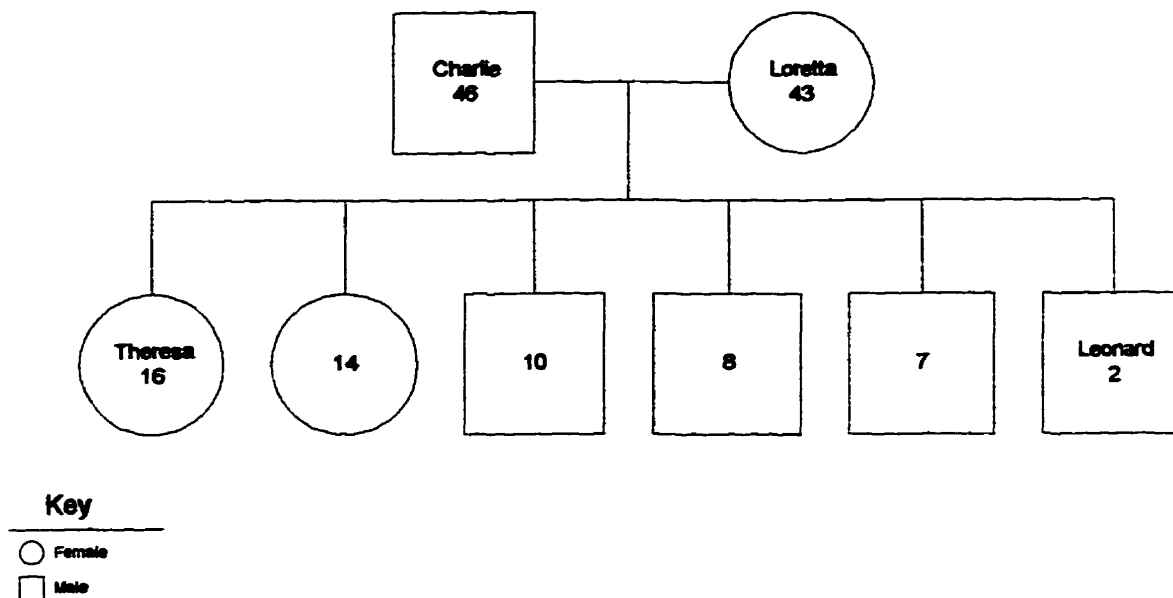 Charlie
46
Loretta
43
Theresa
16
14
10
8
7
Leonard
2
Key
Female
Male